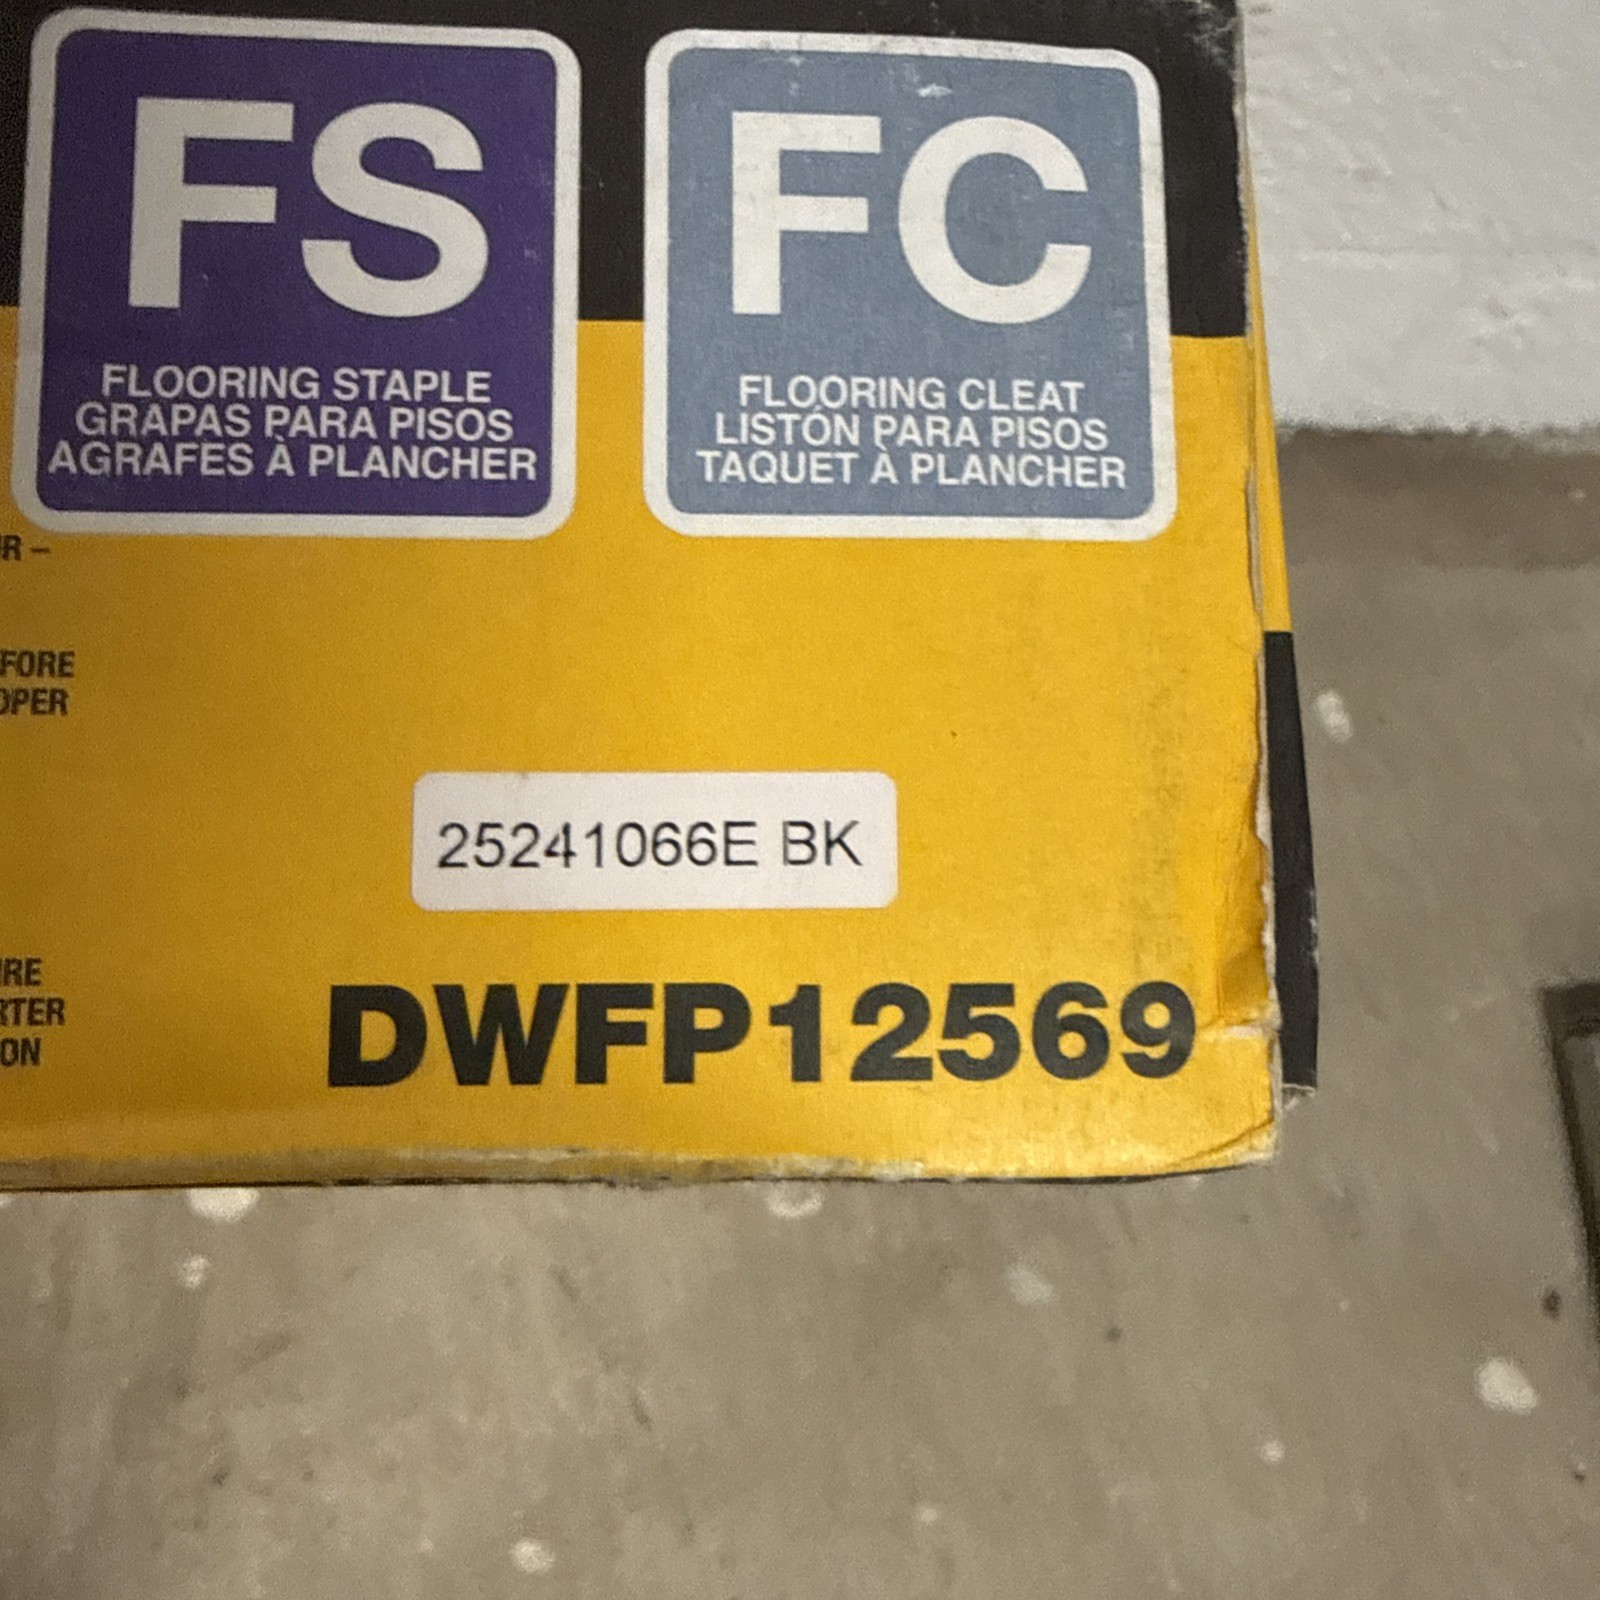 FS
FLOORING STAPLE
GRAPAS PARA PISOS
AGRAFES À PLANCHER
FC
FLOORING CLEAT
LISTÓN PARA PISOS
TAQUET À PLANCHER
25241066E BK
DWFP12569